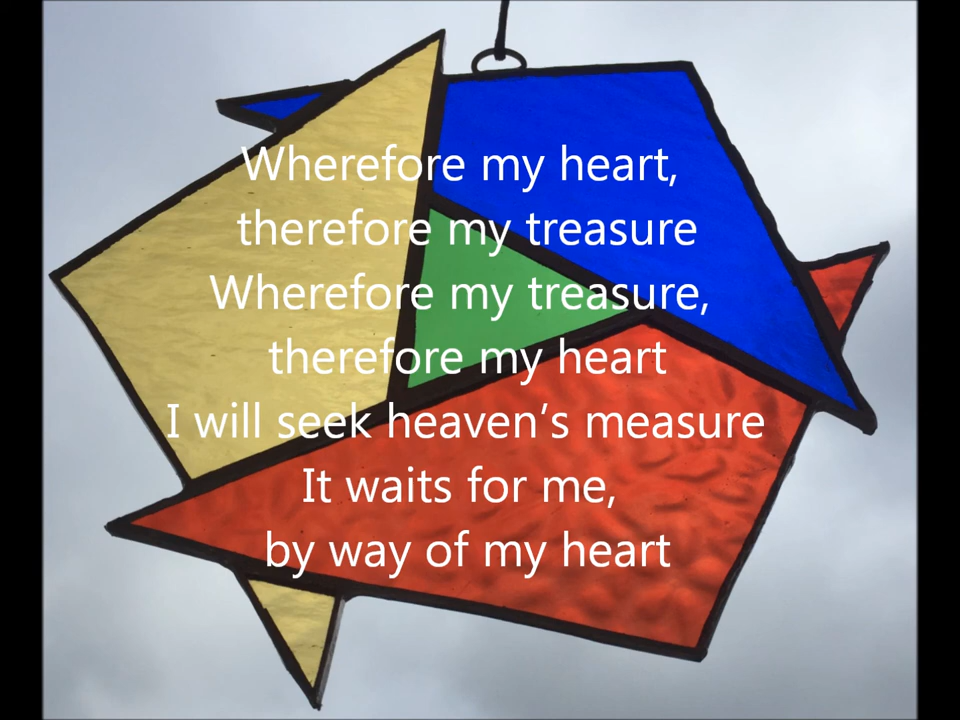 Wherefore my heart,
therefore my treasure
Wherefore my treasure,
therefore my heart
I will seek heaven’s measure
It waits for me,
by way of my heart